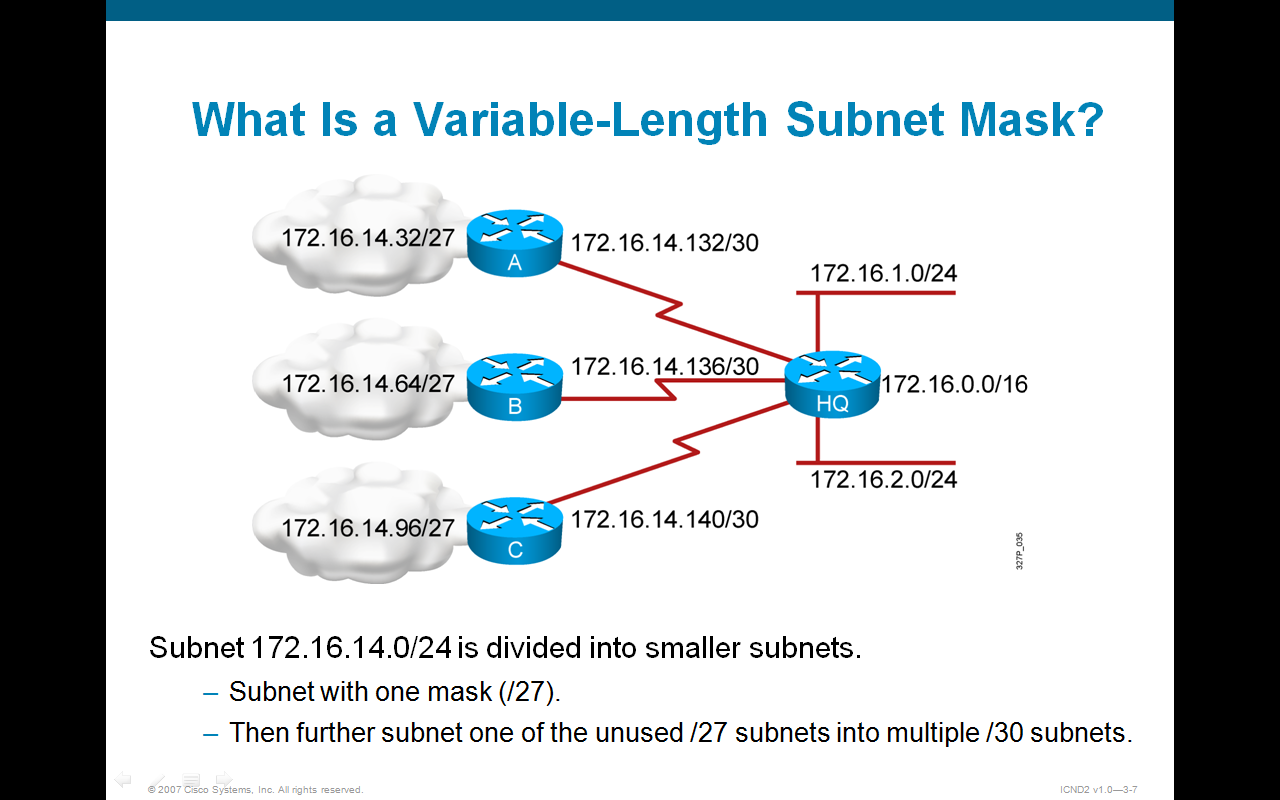 What Is a Variable-Length Subnet Mask?
172.16.14.32/27
A
172.16.14.132/30
172.16.1.0/24
172.16.14.64/27
B
172.16.14.136/30
HQ
172.16.0.0/16
172.16.2.0/24
172.16.14.96/27
C
172.16.14.140/30
327P_035
Subnet 172.16.14.0/24 is divided into smaller subnets.
– Subnet with one mask (/27).
– Then further subnet one of the unused /27 subnets into multiple /30 subnets.
© 2007 Cisco Systems, Inc. All rights reserved.
ICND2 v1.0—3-7